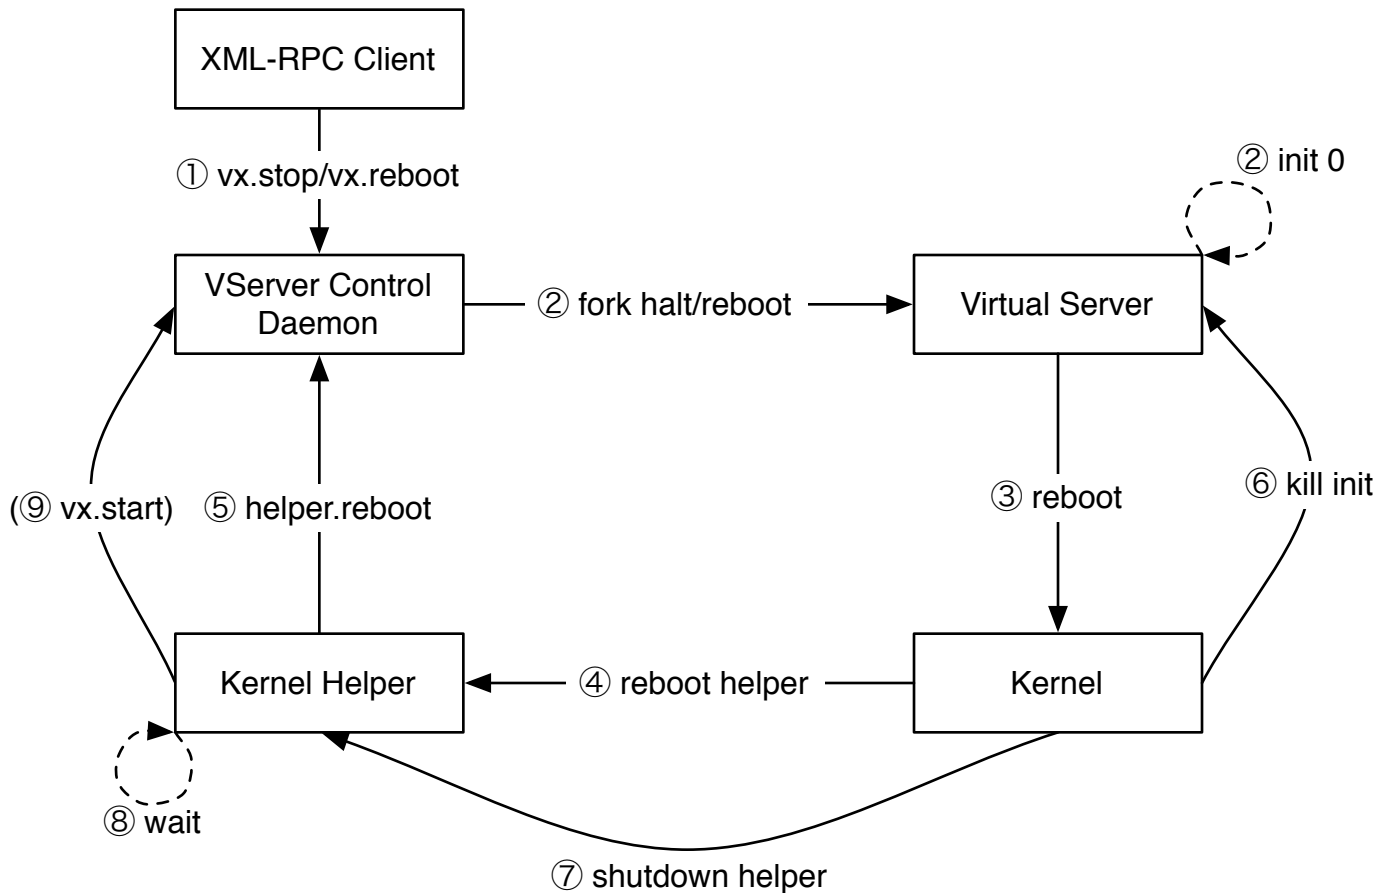 XML-RPC Client
① vx.stop/vx.reboot
② init 0
VServer Control
Daemon
② fork halt/reboot
Virtual Server
(⑨ vx.start)
⑤ helper.reboot
③ reboot
⑥ kill init
Kernel Helper
④ reboot helper
Kernel
⑧ wait
⑦ shutdown helper